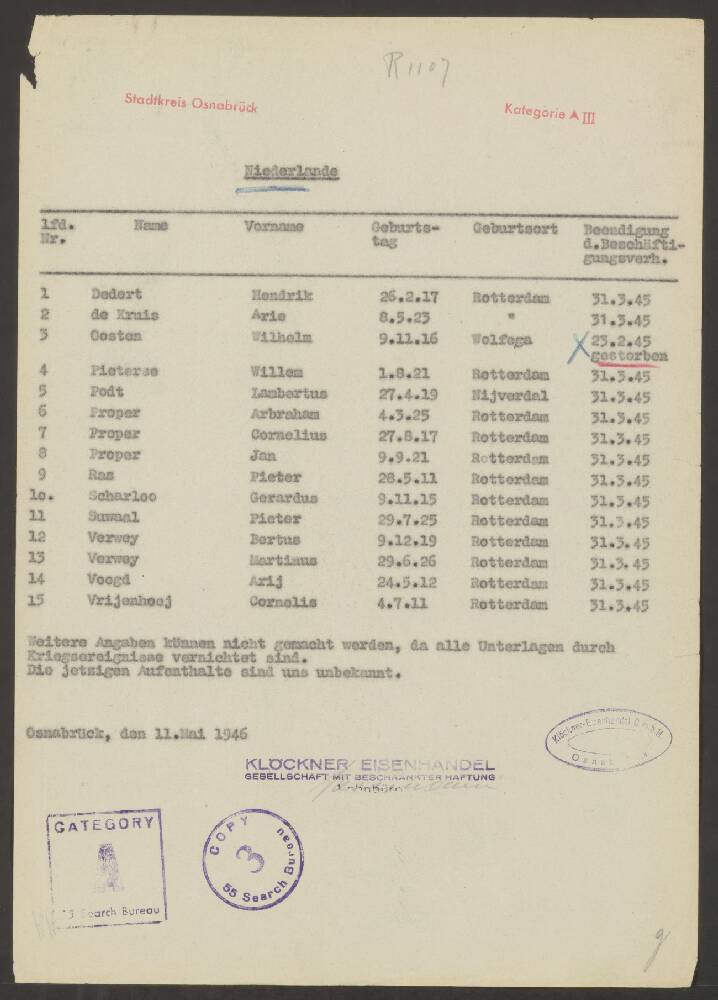 R 1107
Stadtkreis Osnabrück
Kategorie A III
Niederlande
lfd. Nr. Name Vorname Geburts-tag Geburtsort Beendigung d.Beschäfti-gungsverh.
1 Dedert Hendrik 26.2.17 Rotterdam 31.3.45
2 de Kruis Arie 8.5.23 " 31.3.45
3 Oosten Wilhelm 9.11.16 Wolfega 23.2.45
gestorben
4 Pieterse Willem 1.8.21 Rotterdam 31.3.45
5 Podt Lambertus 27.4.19 Nijverdal 31.3.45
6 Proper Arbraham 4.3.25 Rotterdam 31.3.45
7 Proper Cornelius 27.8.17 Rotterdam 31.3.45
8 Proper Jan 9.9.21 Rotterdam 31.3.45
9 Ras Pieter 28.5.11 Rotterdam 31.3.45
1o. Scharloo Gerardus 9.11.15 Rotterdam 31.3.45
11 Suwaal Pieter 29.7.25 Rotterdam 31.3.45
12 Verwey Bertus 9.12.19 Rotterdam 31.3.45
13 Verwey Martinus 29.6.26 Rotterdam 31.3.45
14 Voogd Arij 24.5.12 Rotterdam 31.3.45
15 Vrijenhoej Cornelis 4.7.11 Rotterdam 31.3.45
Weitere Angaben können nicht gemacht werden, da alle Unterlagen durch
Kriegsereignisse vernichtet sind.
Die jetzigen Aufenthalte sind uns unbekannt.
Osnabrück, den 11.Mai 1946
Klöckner-Eisenhandel G.m.b.H.
KLÖCKNER EISENHANDEL
GESELLSCHAFT MIT BESCHRÄNKTER HAFTUNG
CATEGORY
Search Bureau
COPY
3
55 Search Bureau